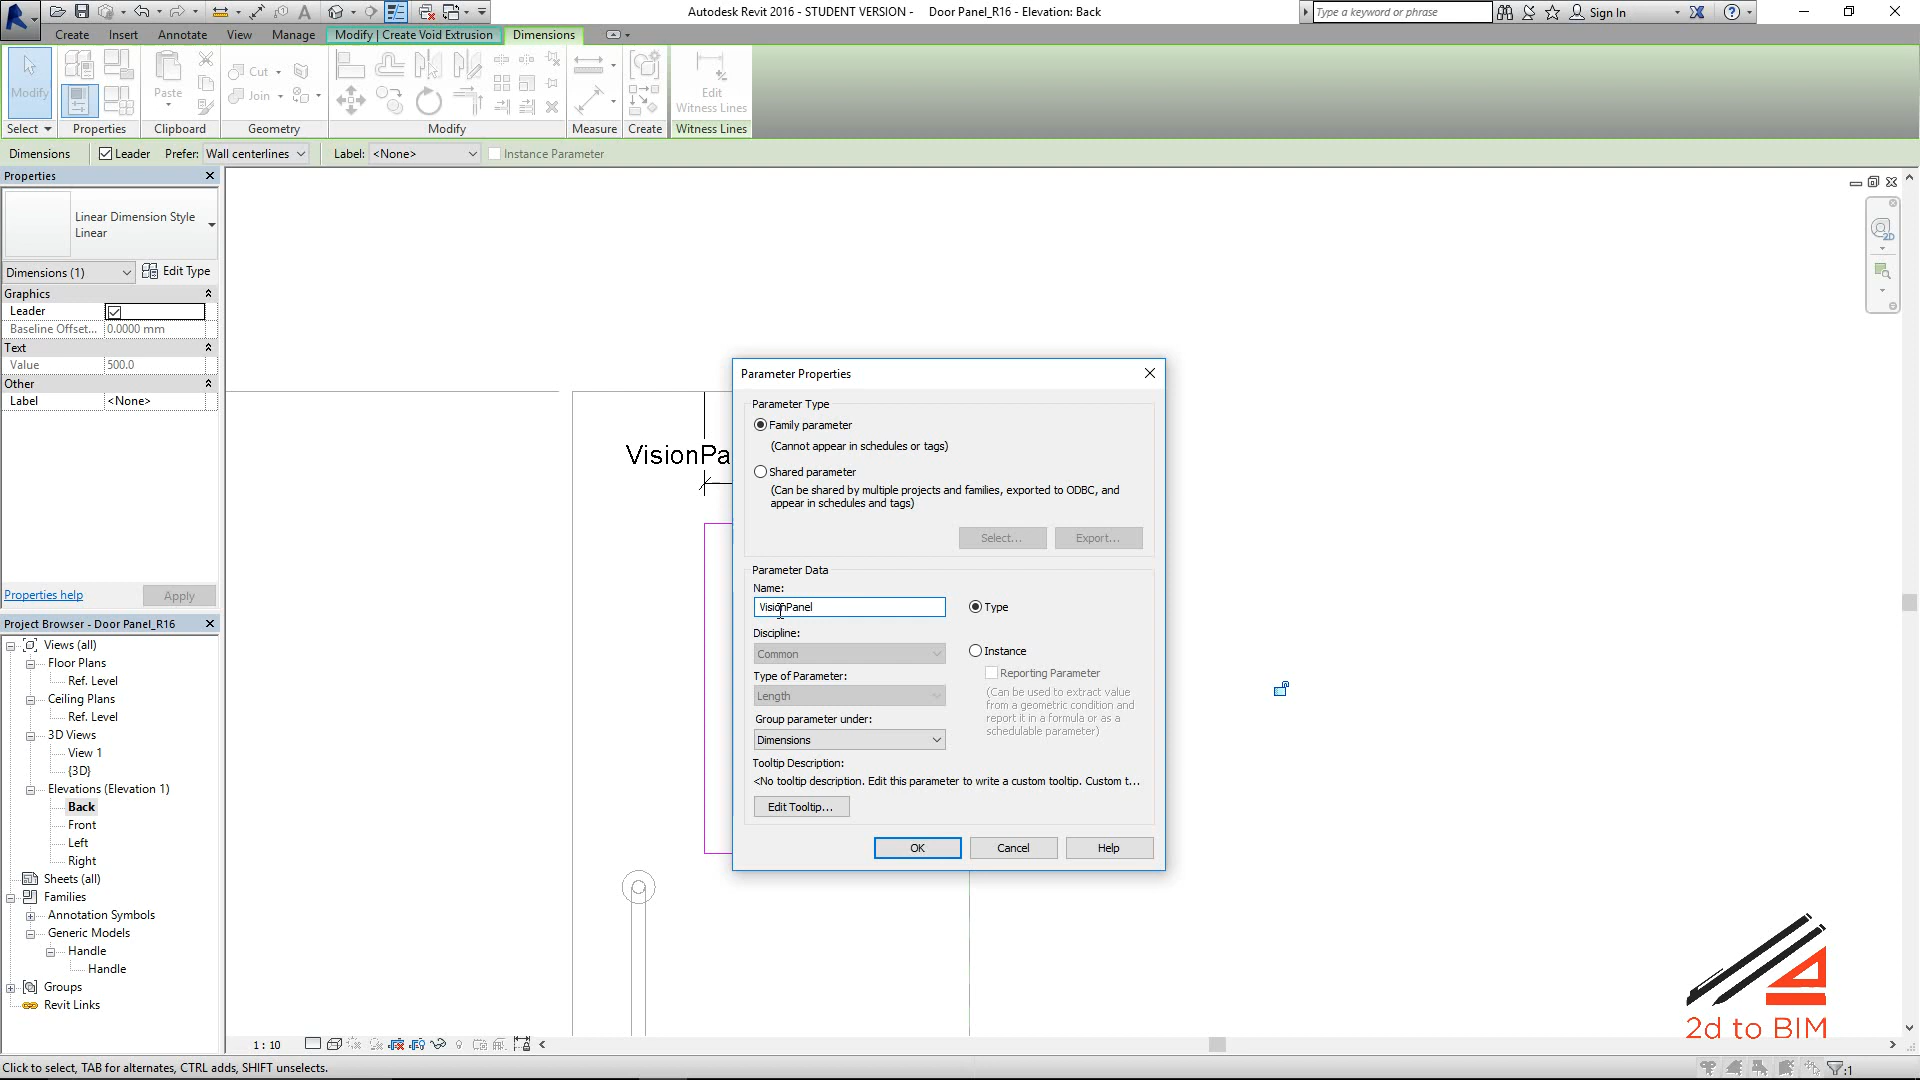 Autodesk Revit 2016 - STUDENT VERSION - Door Panel_R16 - Elevation: Back
Type a keyword or phrase
Sign In
Create Insert Annotate View Manage Modify | Create Void Extrusion Dimensions
Modify
Cut
Join
Paste
Edit
Witness Lines
Select Properties Clipboard Geometry Modify Measure Create Witness Lines
Dimensions Leader Prefer: Wall centerlines Label: <None> Instance Parameter
Properties
Linear Dimension Style
Linear
Dimensions (1) Edit Type
Graphics
Leader
Baseline Offset... 0.0000 mm
Text
Value 500.0
Other
Label <None>
Properties help Apply
Project Browser - Door Panel_R16
Views (all)
Floor Plans
Ref. Level
Ceiling Plans
Ref. Level
3D Views
View 1
{3D}
Elevations (Elevation 1)
Back
Front
Left
Right
Sheets (all)
Families
Annotation Symbols
Generic Models
Handle
Handle
Groups
Revit Links
VisionPa
Parameter Properties
Parameter Type
Family parameter
(Cannot appear in schedules or tags)
Shared parameter
(Can be shared by multiple projects and families, exported to ODBC, and
appear in schedules and tags)
Select... Export...
Parameter Data
Name:
VisionPanel
Type
Discipline:
Common
Instance
Reporting Parameter
Type of Parameter:
Length
(Can be used to extract value
from a geometric condition and
report it in a formula or as a
schedulable parameter)
Group parameter under:
Dimensions
Tooltip Description:
<No tooltip description. Edit this parameter to write a custom tooltip. Custom t...
Edit Tooltip...
OK Cancel Help
2D
2d to BIM
1 : 10
Click to select, TAB for alternates, CTRL adds, SHIFT unselects.
:1